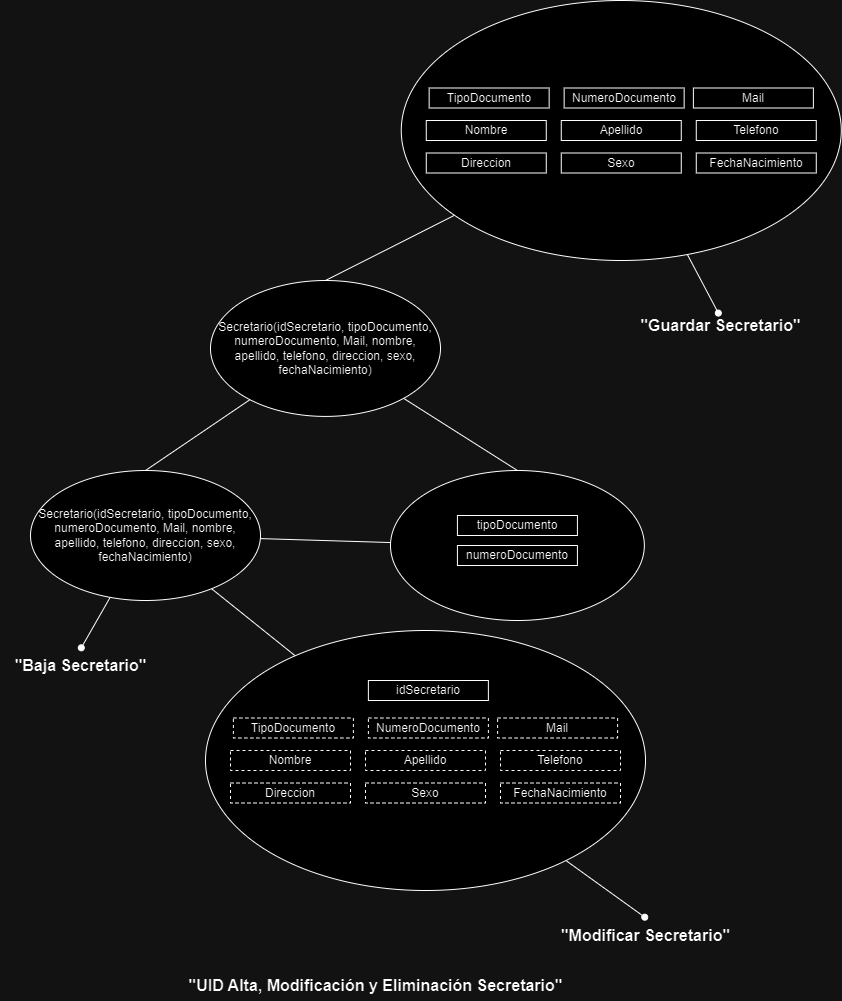 TipoDocumento NumeroDocumento Mail
Nombre Apellido Telefono
Direccion Sexo FechaNacimiento
"Guardar Secretario"
Secretario(idSecretario, tipoDocumento,
numeroDocumento, Mail, nombre,
apellido, telefono, direccion, sexo,
fechaNacimiento)
Secretario(idSecretario, tipoDocumento,
numeroDocumento, Mail, nombre,
apellido, telefono, direccion, sexo,
fechaNacimiento)
tipoDocumento
numeroDocumento
"Baja Secretario"
idSecretario
TipoDocumento NumeroDocumento Mail
Nombre Apellido Telefono
Direccion Sexo FechaNacimiento
"Modificar Secretario"
"UID Alta, Modificación y Eliminación Secretario"